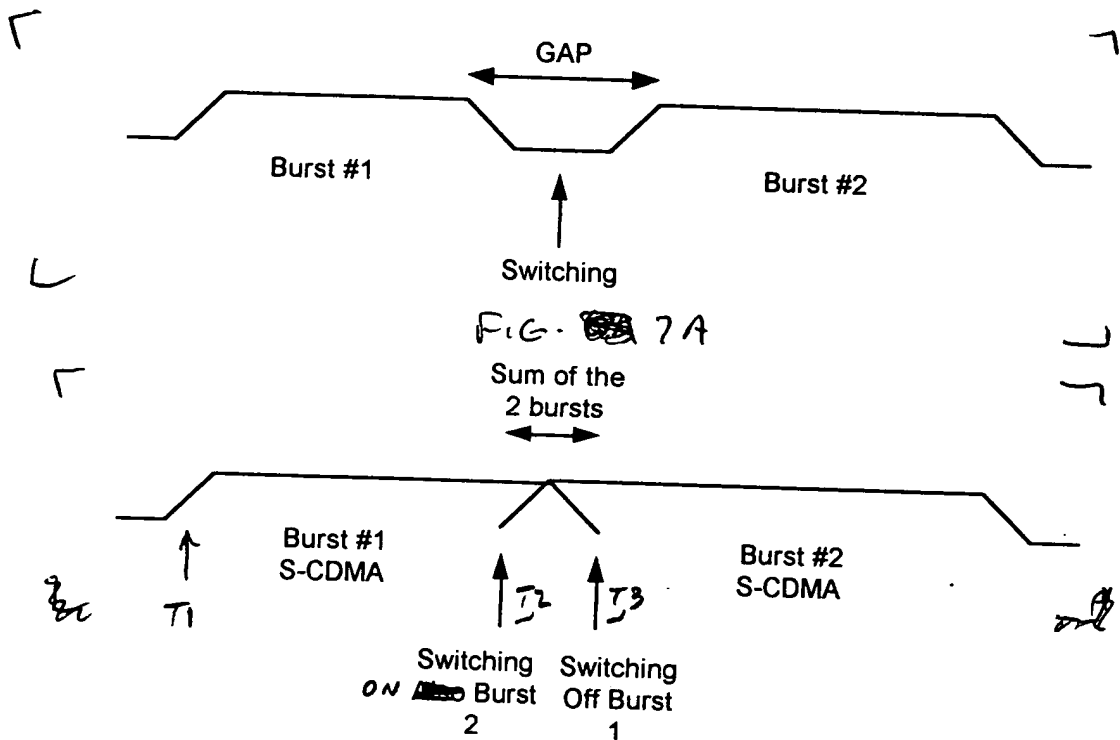 GAP
Burst #1
Burst #2
Switching
FIG. 7A
Sum of the
2 bursts
Burst #1
S-CDMA
Burst #2
S-CDMA
T1
T2
T3
Switching
ON Burst
2
Switching
Off Burst
1